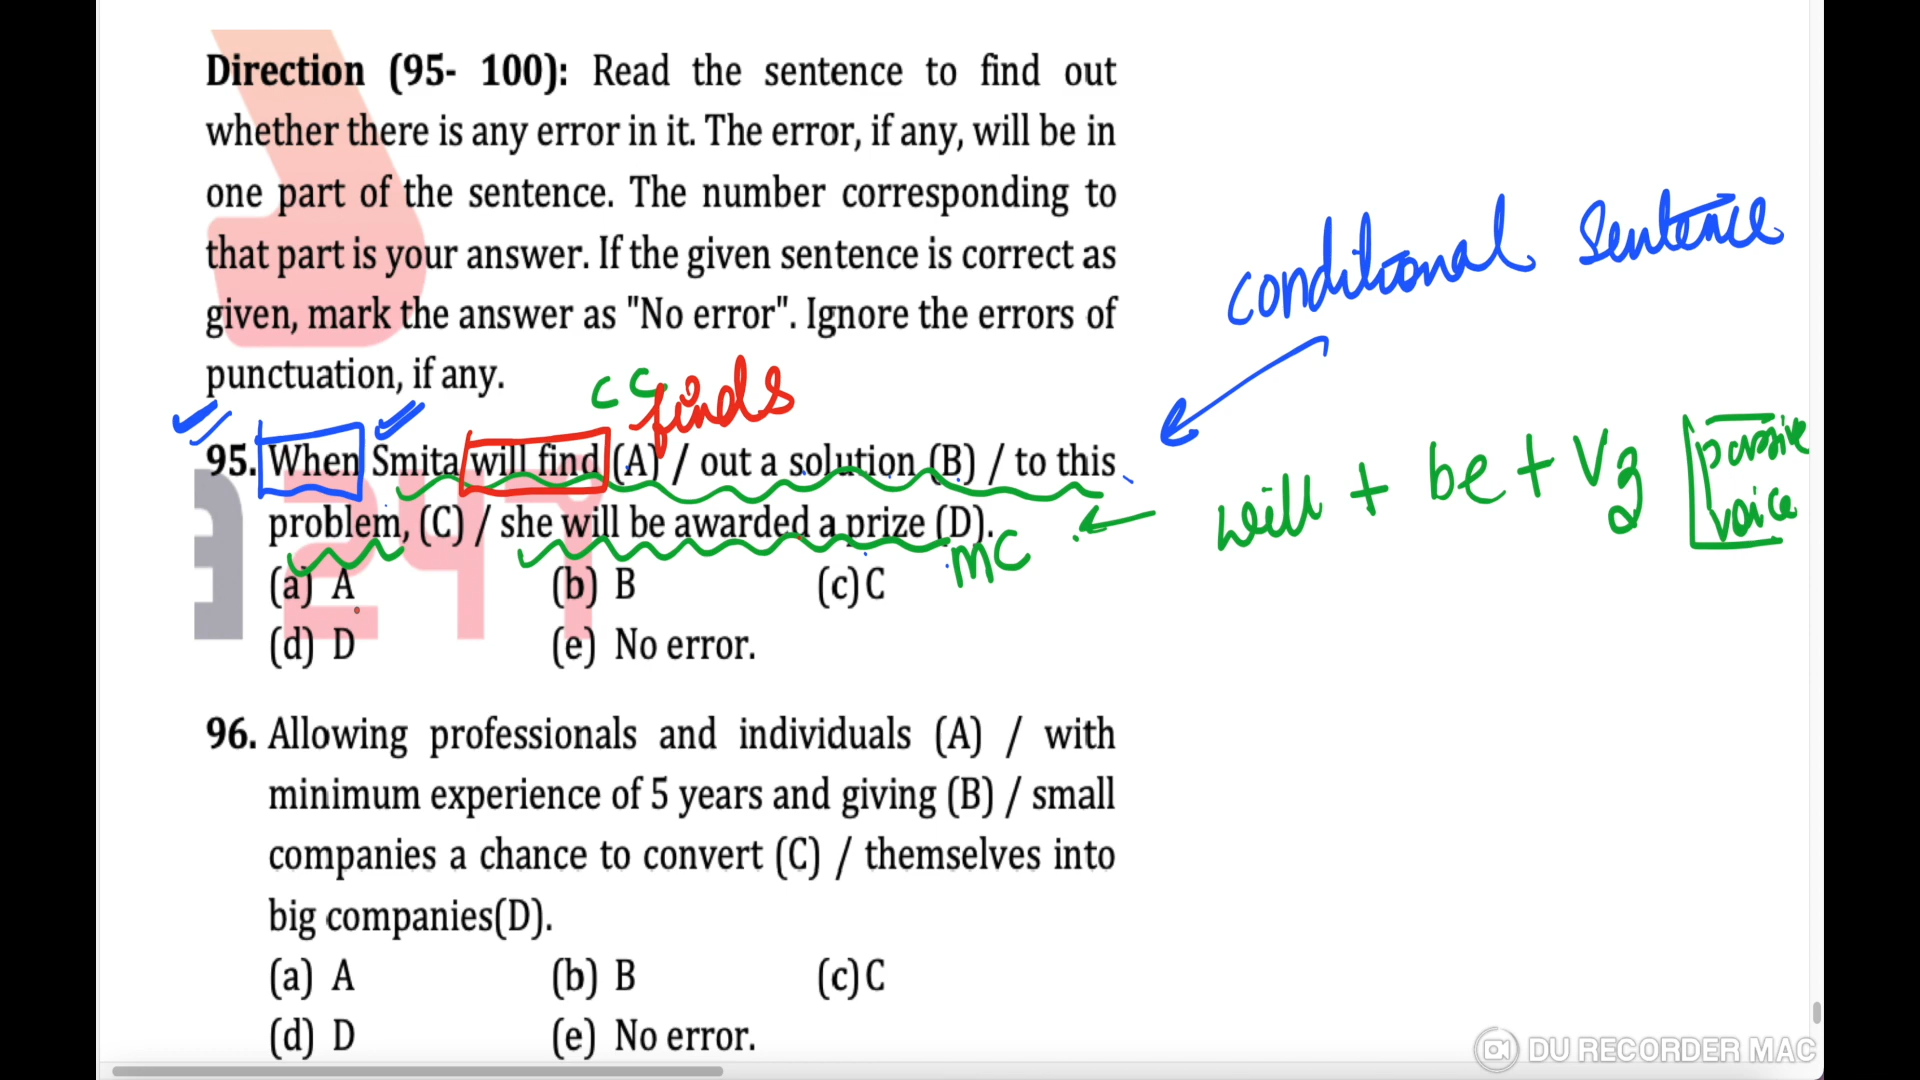 Direction (95- 100): Read the sentence to find out
whether there is any error in it. The error, if any, will be in
one part of the sentence. The number corresponding to
that part is your answer. If the given sentence is correct as
given, mark the answer as "No error". Ignore the errors of
punctuation, if any.
conditional sentence
CC finds
95. When Smita will find (A) / out a solution (B) / to this
problem, (C) / she will be awarded a prize (D).
MC
will + be + V3 passive voice
(a) A (b) B (c) C
(d) D (e) No error.
96. Allowing professionals and individuals (A) / with
minimum experience of 5 years and giving (B) / small
companies a chance to convert (C) / themselves into
big companies(D).
(a) A (b) B (c) C
(d) D (e) No error.
DU RECORDER MAC